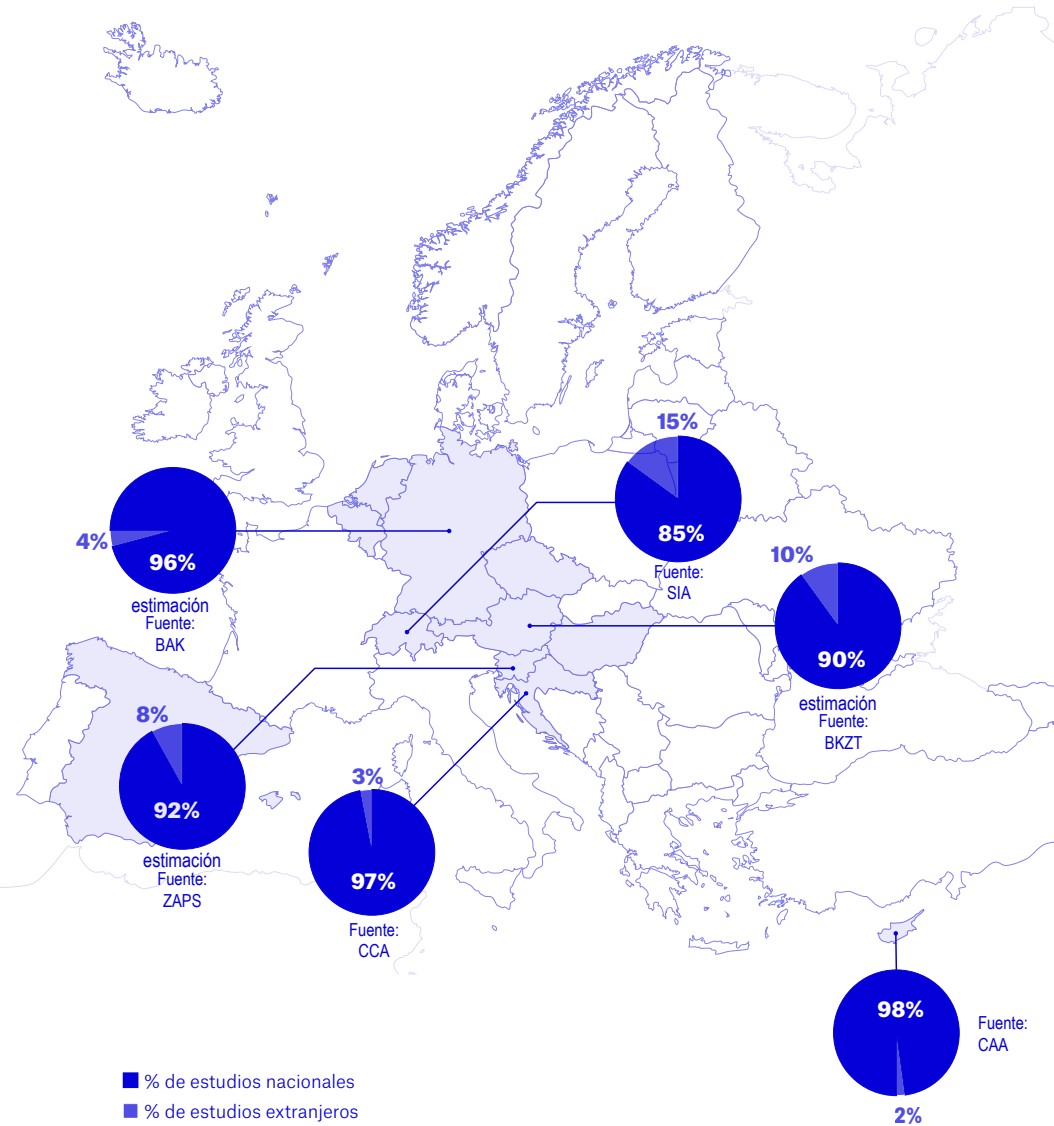 15%
85%
Fuente:
SIA
4%
96%
estimación
Fuente:
BAK
10%
90%
estimación
Fuente:
BKZT
8%
92%
estimación
Fuente:
ZAPS
3%
97%
Fuente:
CCA
98%
Fuente:
CAA
2%
% de estudios nacionales
% de estudios extranjeros